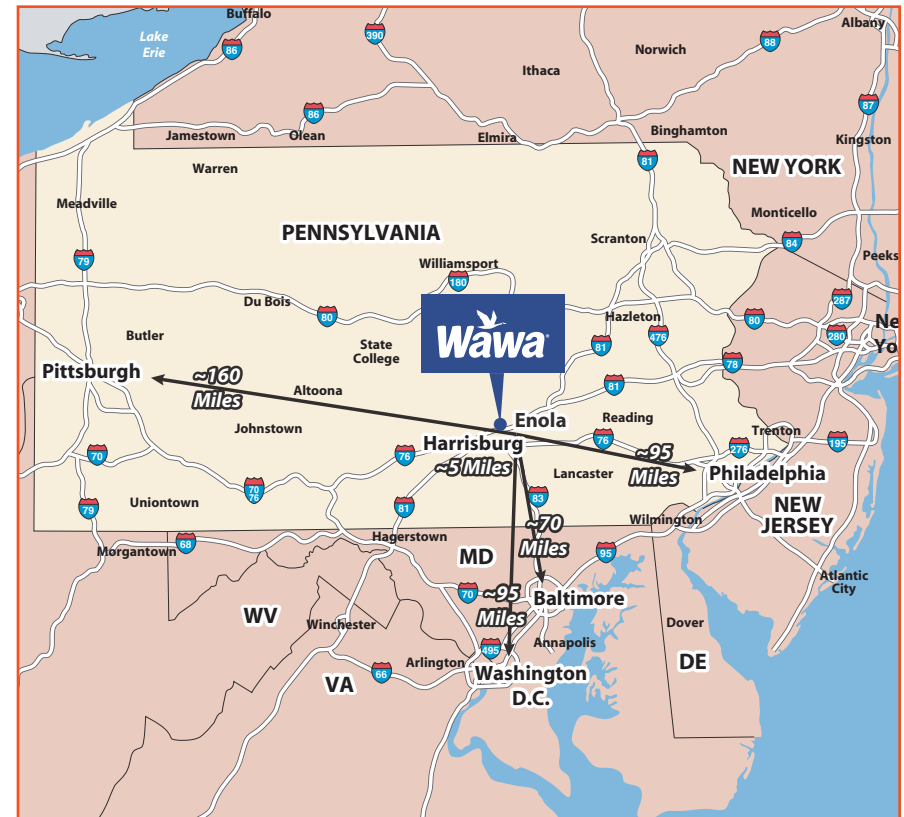 Buffalo
Albany
Lake
Erie
390
86
88
Norwich
Ithaca
87
86
Jamestown
Olean
Elmira
Binghamton
Kingston
81
Warren
NEW YORK
Meadville
Monticello
PENNSYLVANIA
Scranton
84
79
Williamsport
Peeks
180
Du Bois
287
80
Hazleton
80
Ne
Yo
Butler
State
College
Wawa
81
476
280
78
Pittsburgh
~160
Miles
Altoona
81
Enola
Reading
Johnstown
Harrisburg
76
Trenton
70
76
~5 Miles
~95
Miles
276
195
Lancaster
Philadelphia
70
76
83
Uniontown
81
NEW
JERSEY
79
Wilmington
~70
Miles
Hagerstown
68
Morgantown
MD
95
Atlantic
City
70
~95
Miles
Baltimore
WV
Winchester
Dover
Annapolis
495
Arlington
66
VA
Washington
D.C.
DE